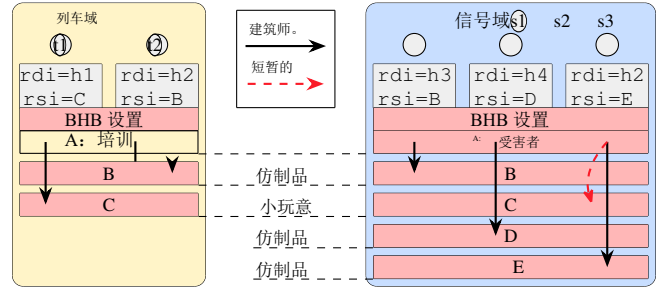 列车域
t1 t2
rdi=h1
rsi=C
rdi=h2
rsi=B
BHB 设置
A：培训
B
C
建筑师。
短暂的
仿制品
小玩意
仿制品
仿制品
信号域s1 s2 s3
rdi=h3
rsi=B
rdi=h4
rsi=D
rdi=h2
rsi=E
BHB 设置
A: 受害者
B
C
D
E